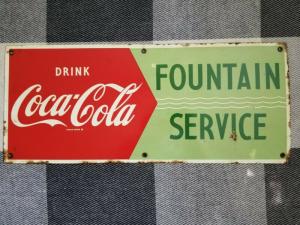 DRINK
Coca-Cola
FOUNTAIN
SERVICE